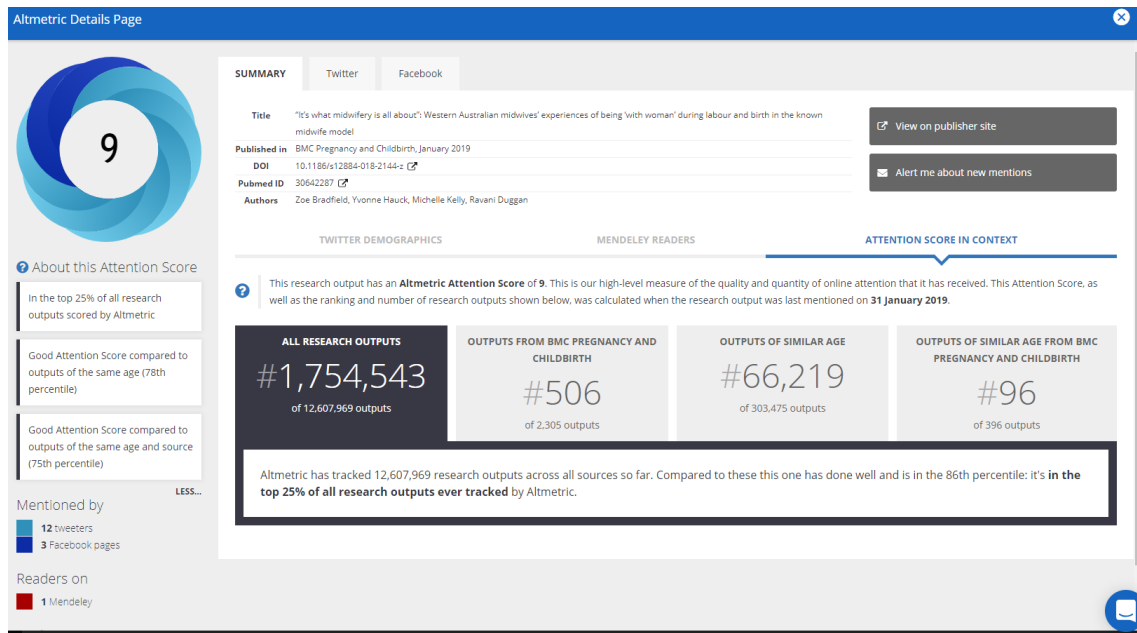 Altmetric Details Page
9
About this Attention Score
In the top 25% of all research
outputs scored by Altmetric
Good Attention Score compared to
outputs of the same age (78th
percentile)
Good Attention Score compared to
outputs of the same age and source
(75th percentile)
LESS...
Mentioned by
12 tweeters
3 Facebook pages
Readers on
1 Mendeley
SUMMARY
Twitter
Facebook
Title "It's what midwifery is all about": Western Australian midwives' experiences of being 'with woman' during labour and birth in the known
midwife model
Published in BMC Pregnancy and Childbirth, January 2019
DOI 10.1186/s12884-018-2144-z
Pubmed ID 30642287
Authors Zoe Bradfield, Yvonne Hauck, Michelle Kelly, Ravani Duggan
View on publisher site
Alert me about new mentions
TWITTER DEMOGRAPHICS
MENDELEY READERS
ATTENTION SCORE IN CONTEXT
This research output has an Altmetric Attention Score of 9. This is our high-level measure of the quality and quantity of online attention that it has received. This Attention Score, as
well as the ranking and number of research outputs shown below, was calculated when the research output was last mentioned on 31 January 2019.
ALL RESEARCH OUTPUTS
#1,754,543
of 12,607,969 outputs
OUTPUTS FROM BMC PREGNANCY AND
CHILDBIRTH
#506
of 2,305 outputs
OUTPUTS OF SIMILAR AGE
#66,219
of 303,475 outputs
OUTPUTS OF SIMILAR AGE FROM BMC
PREGNANCY AND CHILDBIRTH
#96
of 396 outputs
Altmetric has tracked 12,607,969 research outputs across all sources so far. Compared to these this one has done well and is in the 86th percentile: it's in the
top 25% of all research outputs ever tracked by Altmetric.